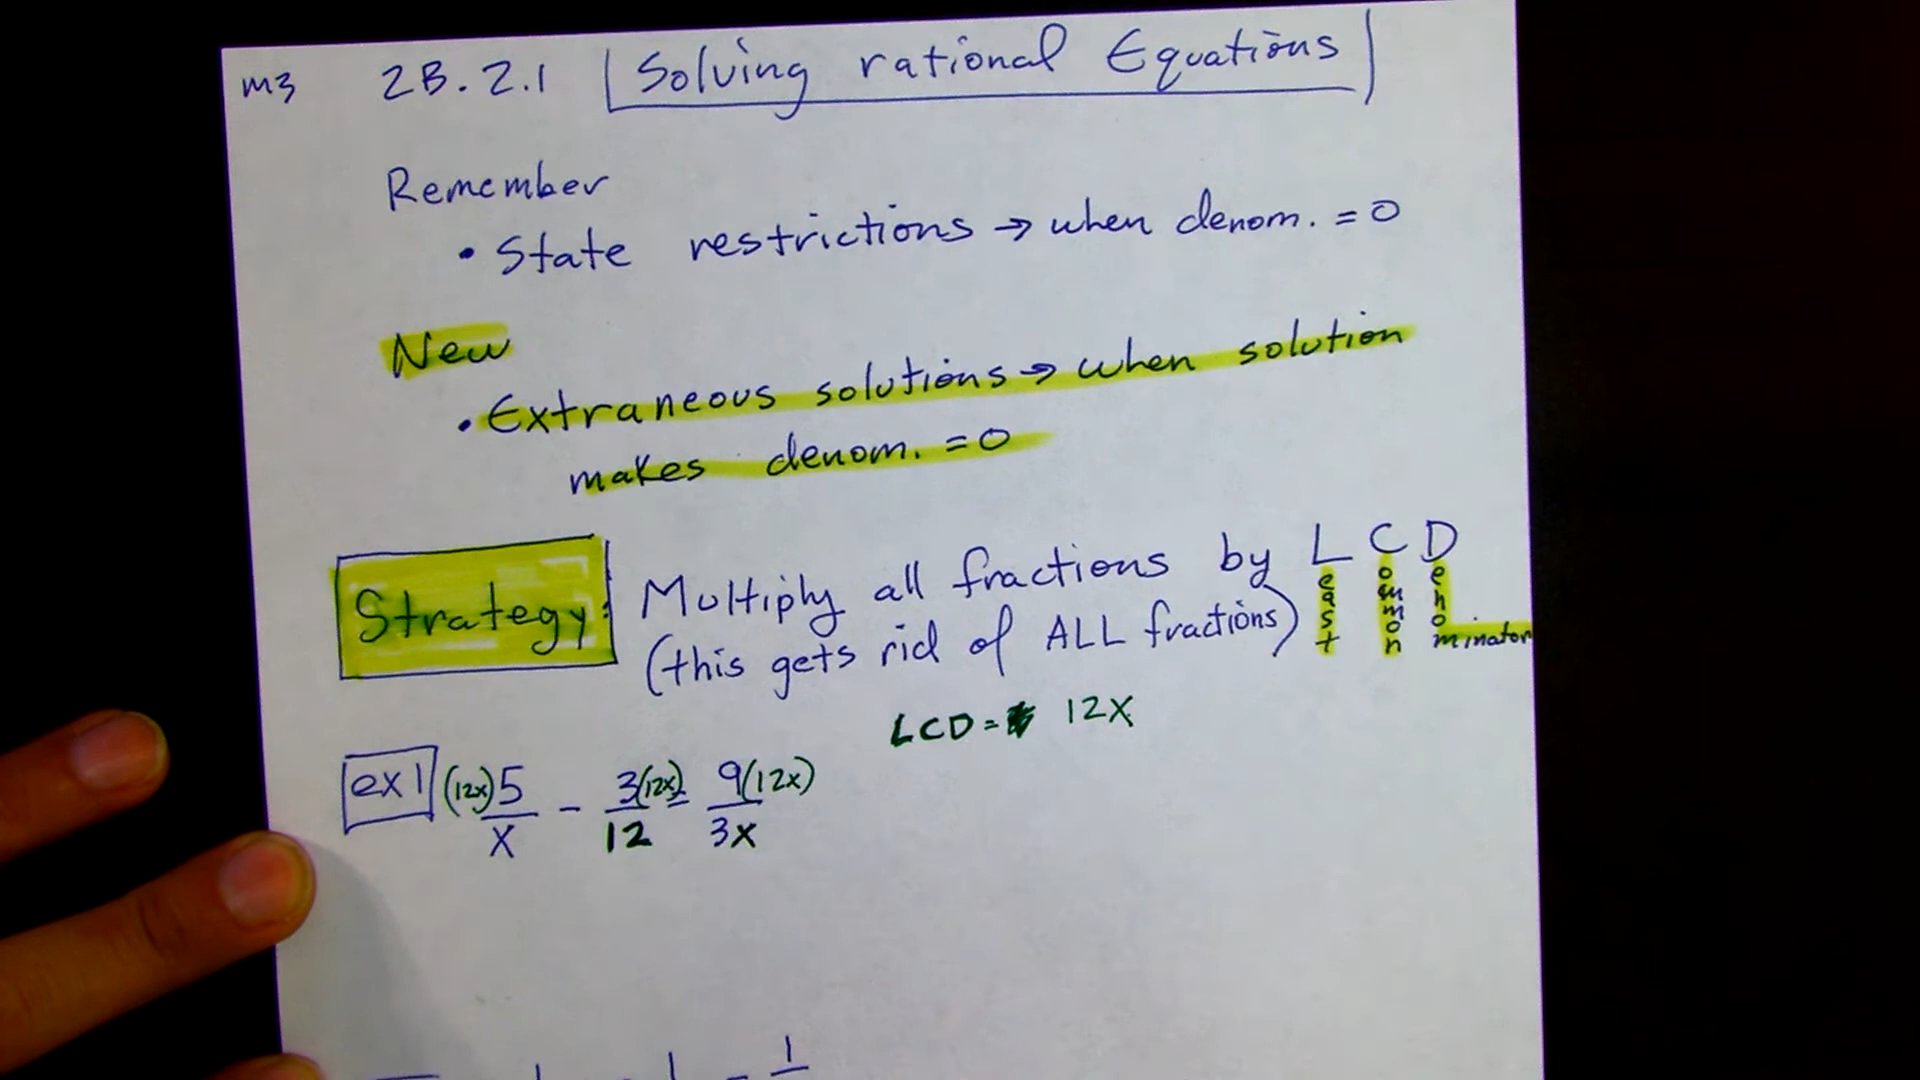 m3 2B.2.1 Solving rational Equations
Remember
• State restrictions → when denom. = 0
New
• Extraneous solutions → when solution
makes denom. = 0
Strategy: Multiply all fractions by LCD
(this gets rid of ALL fractions)
Least Common Denominator
LCD = 12x
ex1 (12x)5/x - 3(12x)/12 = 9(12x)/3x
1